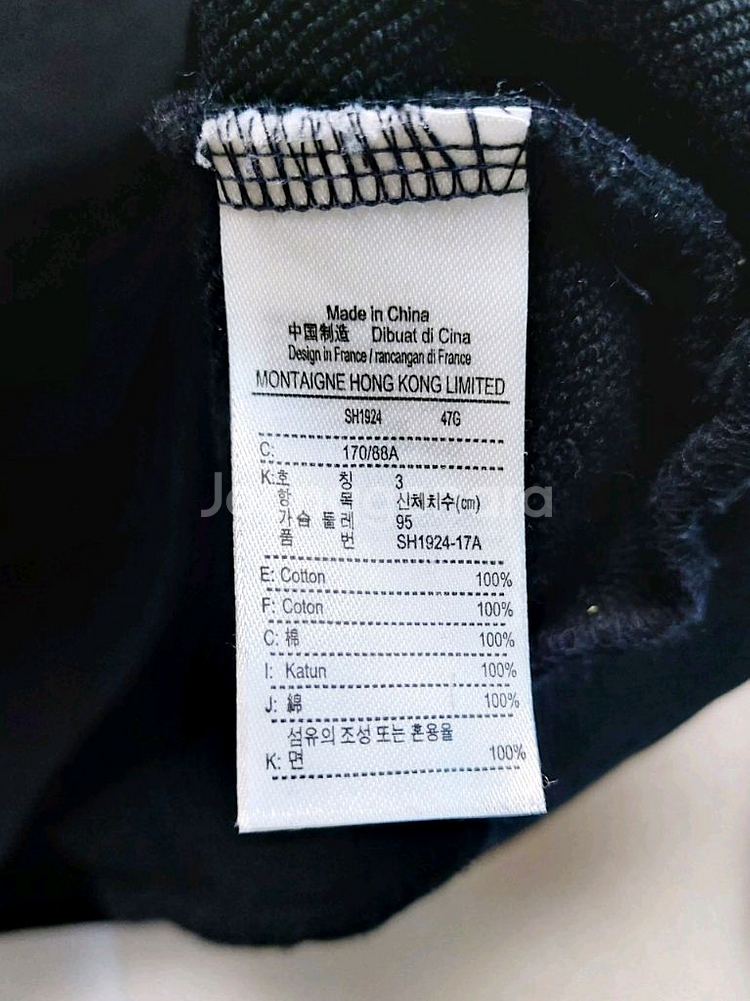 Made in China
中国制造 Dibuat di Cina
Design in France / rancangan di France
MONTAIGNE HONG KONG LIMITED
SH1924 47G
C: 170/88A
K:호 칭 3
항 목 신체치수(cm)
가슴 둘레 95
품 번 SH1924-17A
E: Cotton 100%
F: Coton 100%
C: 棉 100%
I: Katun 100%
J: 綿 100%
섬유의 조성 또는 혼용율
K: 면 100%